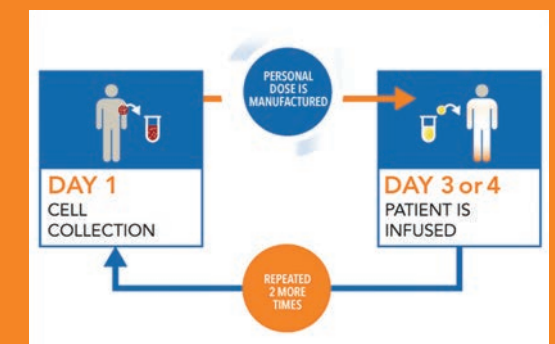 PERSONAL
DOSE IS
MANUFACTURED
DAY 1
CELL
COLLECTION
DAY 3 or 4
PATIENT IS
INFUSED
REPEATED
2 MORE
TIMES